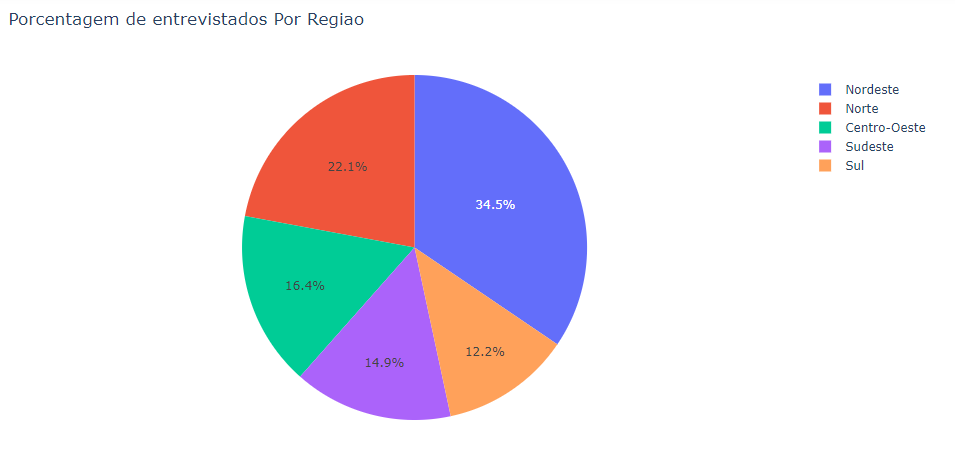 Porcentagem de entrevistados Por Regiao
Nordeste
Norte
Centro-Oeste
Sudeste
Sul
22.1%
34.5%
16.4%
14.9%
12.2%